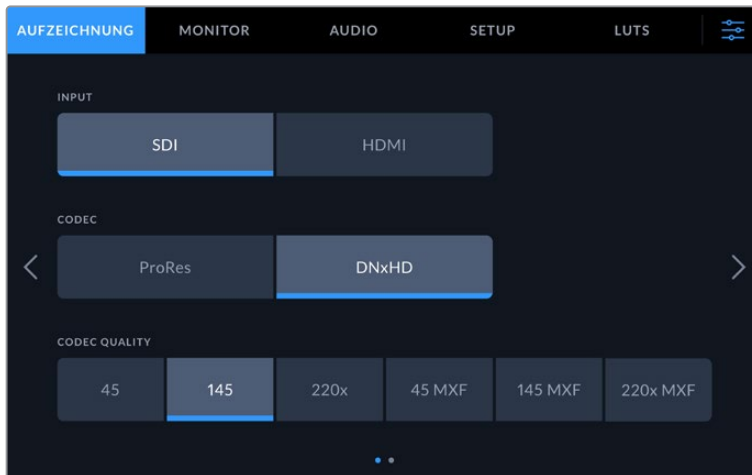 AUFZEICHNUNG MONITOR AUDIO SETUP LUTS
INPUT
SDI HDMI
CODEC
ProRes DNxHD
CODEC QUALITY
45 145 220x 45 MXF 145 MXF 220x MXF